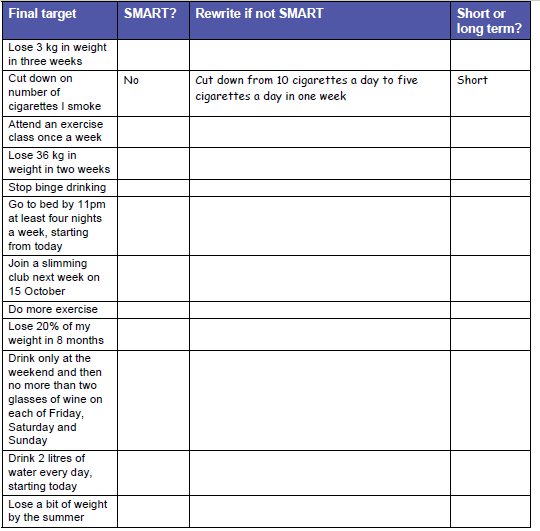 Final target SMART? Rewrite if not SMART Short or
long term?
Lose 3 kg in weight
in three weeks
Cut down on No Cut down from 10 cigarettes a day to five Short
number of cigarettes a day in one week
cigarettes I smoke
Attend an exercise
class once a week
Lose 36 kg in
weight in two weeks
Stop binge drinking
Go to bed by 11pm
at least four nights
a week, starting
from today
Join a slimming
club next week on
15 October
Do more exercise
Lose 20% of my
weight in 8 months
Drink only at the
weekend and then
no more than two
glasses of wine on
each of Friday,
Saturday and
Sunday
Drink 2 litres of
water every day,
starting today
Lose a bit of weight
by the summer